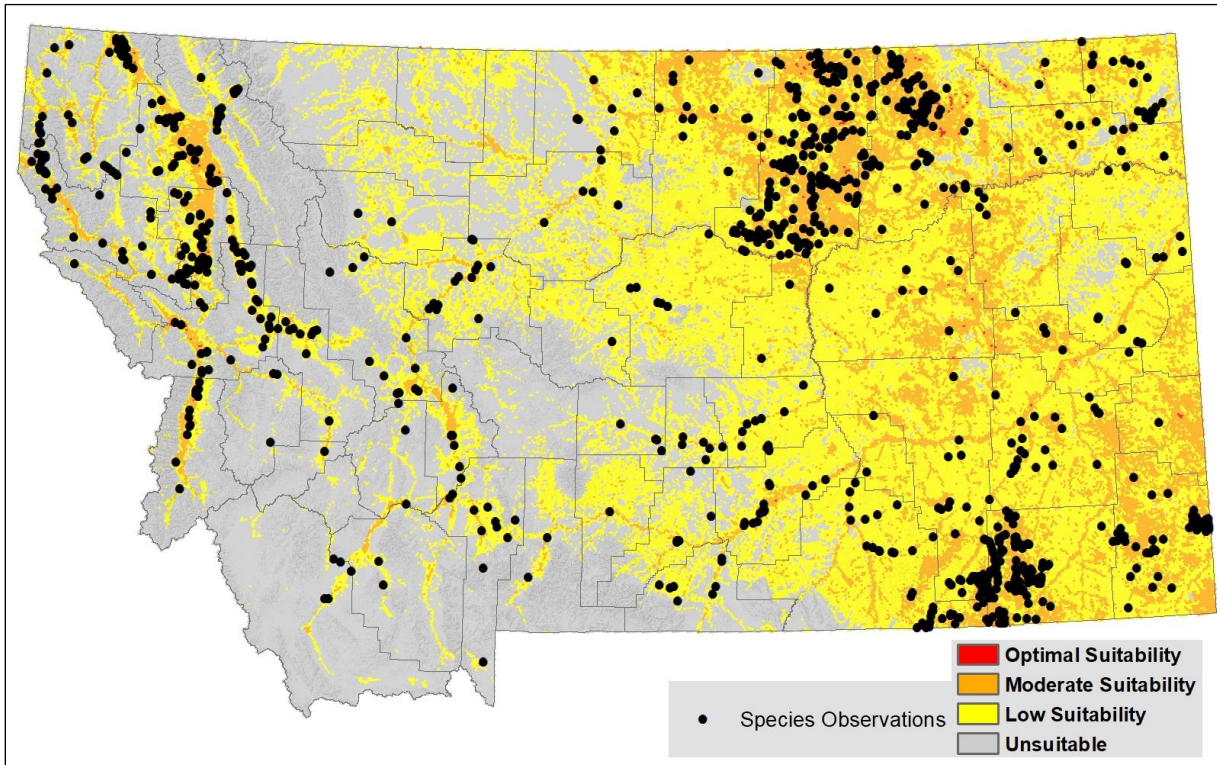 Optimal Suitability
Moderate Suitability
Species Observations
Low Suitability
Unsuitable